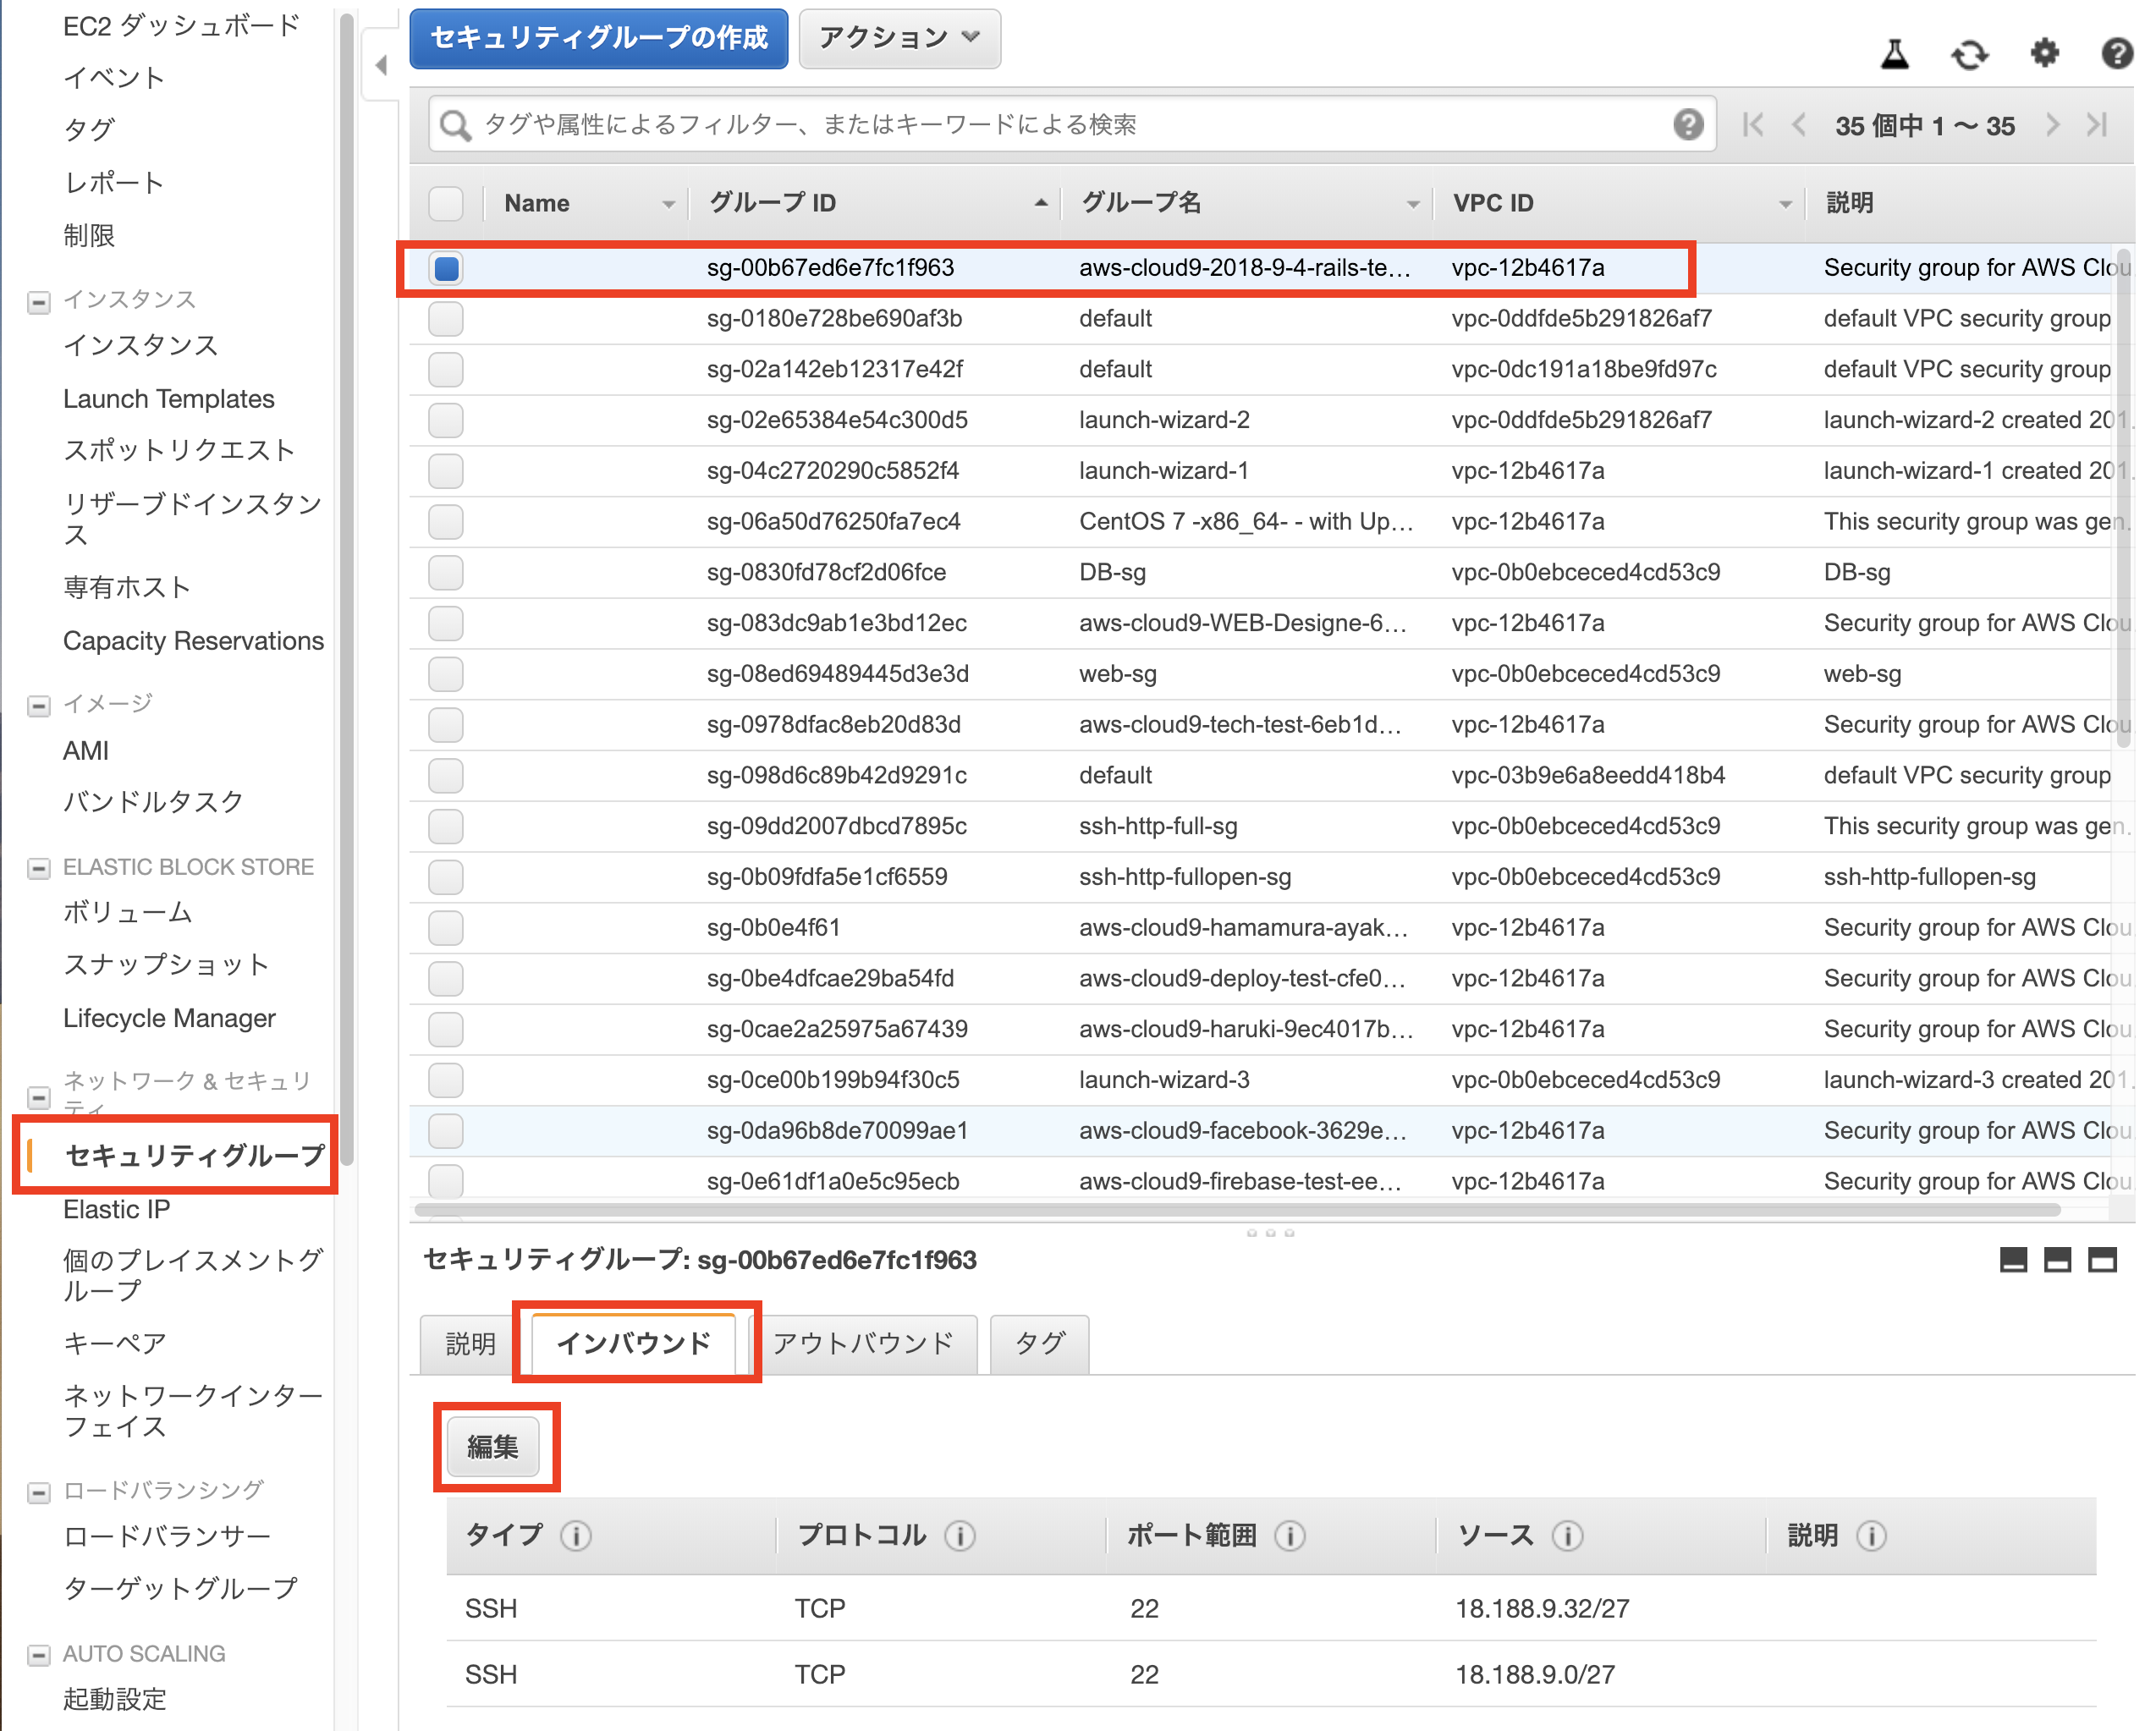 EC2 ダッシュボード
イベント
タグ
レポート
制限
インスタンス
インスタンス
Launch Templates
スポットリクエスト
リザーブドインスタン
ス
専有ホスト
Capacity Reservations
イメージ
AMI
バンドルタスク
ELASTIC BLOCK STORE
ボリューム
スナップショット
Lifecycle Manager
ネットワーク & セキュリ
ティ
セキュリティグループ
Elastic IP
個のプレイスメントグ
ループ
キーペア
ネットワークインター
フェイス
ロードバランシング
ロードバランサー
ターゲットグループ
AUTO SCALING
起動設定
セキュリティグループの作成 アクション
タグや属性によるフィルター、またはキーワードによる検索 35 個中 1 ～ 35
Name グループ ID グループ名 VPC ID 説明
sg-00b67ed6e7fc1f963 aws-cloud9-2018-9-4-rails-te... vpc-12b4617a Security group for AWS Clou
sg-0180e728be690af3b default vpc-0ddfde5b291826af7 default VPC security group
sg-02a142eb12317e42f default vpc-0dc191a18be9fd97c default VPC security group
sg-02e65384e54c300d5 launch-wizard-2 vpc-0ddfde5b291826af7 launch-wizard-2 created 201.
sg-04c2720290c5852f4 launch-wizard-1 vpc-12b4617a launch-wizard-1 created 201.
sg-06a50d76250fa7ec4 CentOS 7 -x86_64- - with Up... vpc-12b4617a This security group was gen.
sg-0830fd78cf2d06fce DB-sg vpc-0b0ebceced4cd53c9 DB-sg
sg-083dc9ab1e3bd12ec aws-cloud9-WEB-Designe-6... vpc-12b4617a Security group for AWS Clou
sg-08ed69489445d3e3d web-sg vpc-0b0ebceced4cd53c9 web-sg
sg-0978dfac8eb20d83d aws-cloud9-tech-test-6eb1d... vpc-12b4617a Security group for AWS Clou
sg-098d6c89b42d9291c default vpc-03b9e6a8eedd418b4 default VPC security group
sg-09dd2007dbcd7895c ssh-http-full-sg vpc-0b0ebceced4cd53c9 This security group was gen.
sg-0b09fdfa5e1cf6559 ssh-http-fullopen-sg vpc-0b0ebceced4cd53c9 ssh-http-fullopen-sg
sg-0b0e4f61 aws-cloud9-hamamura-ayak... vpc-12b4617a Security group for AWS Clou
sg-0be4dfcae29ba54fd aws-cloud9-deploy-test-cfe0... vpc-12b4617a Security group for AWS Clou
sg-0cae2a25975a67439 aws-cloud9-haruki-9ec4017b... vpc-12b4617a Security group for AWS Clou
sg-0ce00b199b94f30c5 launch-wizard-3 vpc-0b0ebceced4cd53c9 launch-wizard-3 created 201.
sg-0da96b8de70099ae1 aws-cloud9-facebook-3629e... vpc-12b4617a Security group for AWS Clou
sg-0e61df1a0e5c95ecb aws-cloud9-firebase-test-ee... vpc-12b4617a Security group for AWS Clou
セキュリティグループ: sg-00b67ed6e7fc1f963
説明 インバウンド アウトバウンド タグ
編集
タイプ プロトコル ポート範囲 ソース 説明
SSH TCP 22 18.188.9.32/27
SSH TCP 22 18.188.9.0/27